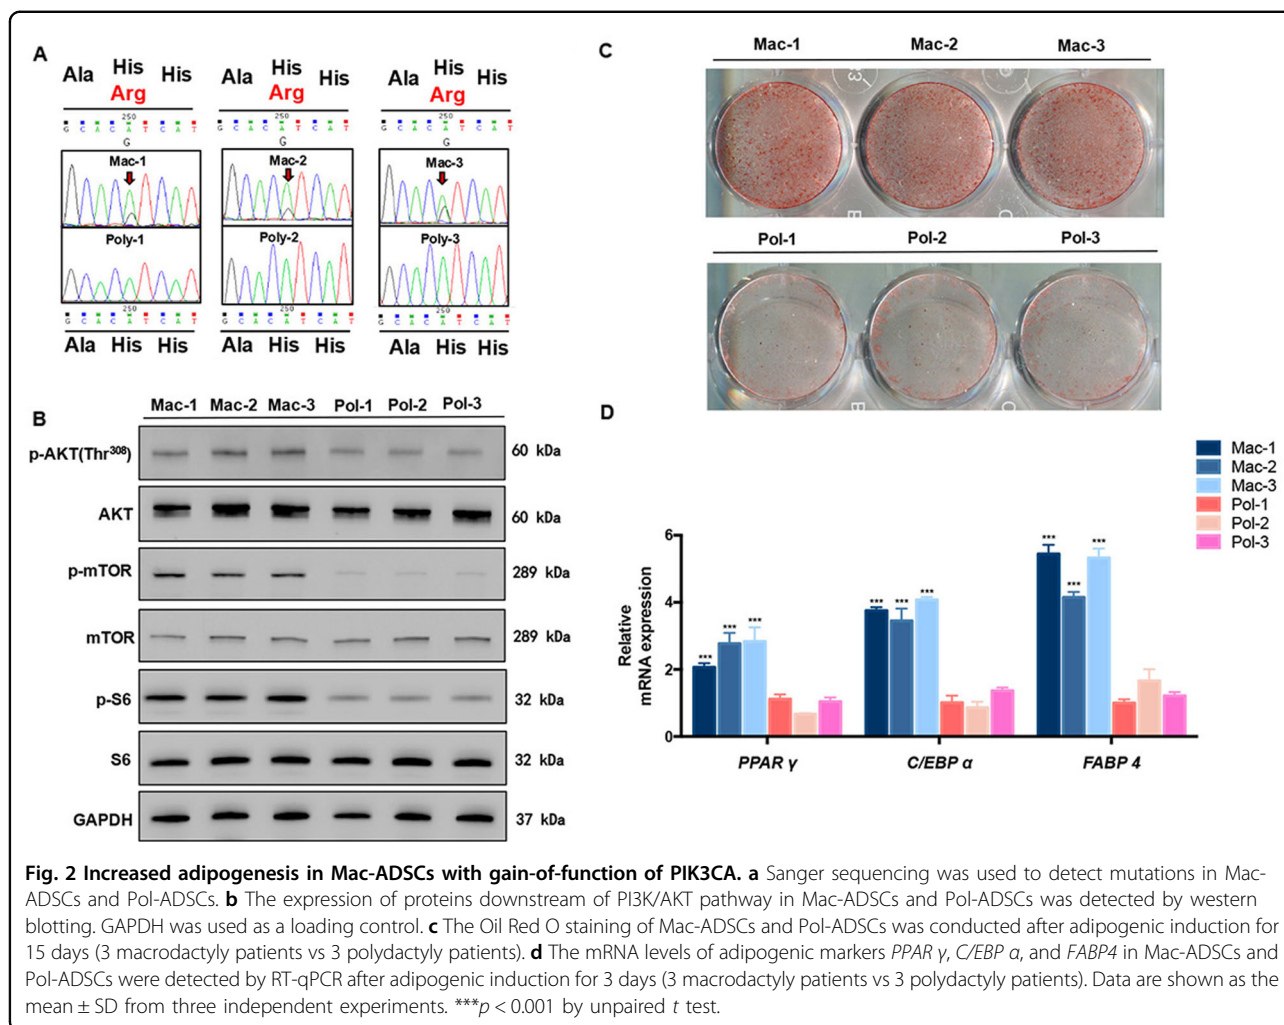 A
Ala His His
Arg
250
G C A C A T C A T
G
Mac-1
Poly-1
250
G C A C A T C A T
Ala His His
Ala His His
Arg
250
G C A C A T C A T
G
Mac-2
Poly-2
250
G C A C A T C A T
Ala His His
Ala His His
Arg
250
G C A C A T C A T
G
Mac-3
Poly-3
250
G C A C A T C A T
Ala His His
B
Mac-1 Mac-2 Mac-3 Pol-1 Pol-2 Pol-3
p-AKT(Thr³⁰⁸) 60 kDa
AKT 60 kDa
p-mTOR 289 kDa
mTOR 289 kDa
p-S6 32 kDa
S6 32 kDa
GAPDH 37 kDa
C
Mac-1 Mac-2 Mac-3
Pol-1 Pol-2 Pol-3
D
Mac-1
Mac-2
Mac-3
Pol-1
Pol-2
Pol-3
Relative
mRNA expression
6
4
2
0
*** *** ***
*** *** ***
*** *** ***
PPAR γ C/EBP α FABP 4
Fig. 2 Increased adipogenesis in Mac-ADSCs with gain-of-function of PIK3CA. a Sanger sequencing was used to detect mutations in Mac-
ADSCs and Pol-ADSCs. b The expression of proteins downstream of PI3K/AKT pathway in Mac-ADSCs and Pol-ADSCs was detected by western
blotting. GAPDH was used as a loading control. c The Oil Red O staining of Mac-ADSCs and Pol-ADSCs was conducted after adipogenic induction for
15 days (3 macrodactyly patients vs 3 polydactyly patients). d The mRNA levels of adipogenic markers PPAR γ, C/EBP α, and FABP4 in Mac-ADSCs and
Pol-ADSCs were detected by RT-qPCR after adipogenic induction for 3 days (3 macrodactyly patients vs 3 polydactyly patients). Data are shown as the
mean ± SD from three independent experiments. ***p < 0.001 by unpaired t test.